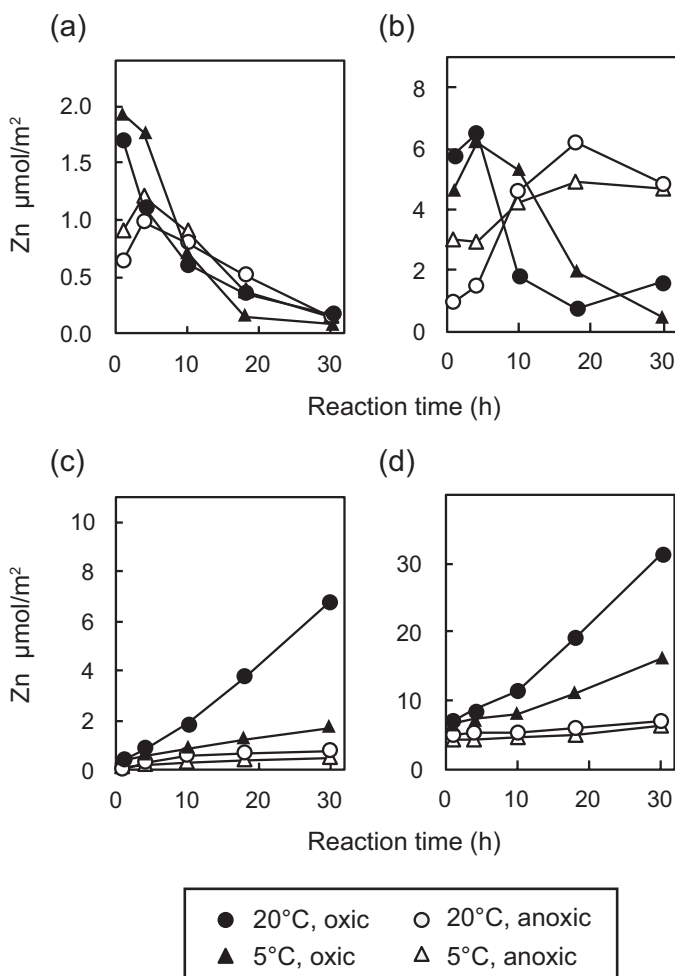 (a)
(b)
Zn µmol/m²
2.0
1.5
1.0
0.5
0.0
8
6
4
2
0
0 10 20 30
0 10 20 30
Reaction time (h)
(c)
(d)
Zn µmol/m²
10
8
6
4
2
0
30
20
10
0
0 10 20 30
0 10 20 30
Reaction time (h)
20°C, oxic
20°C, anoxic
5°C, oxic
5°C, anoxic